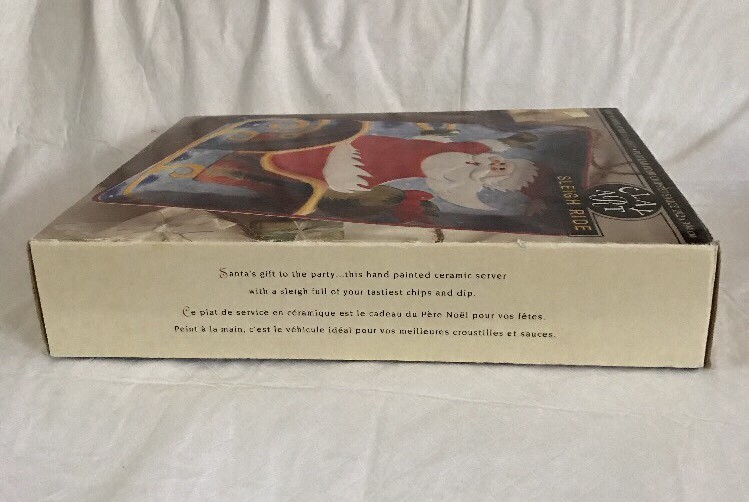 Santa's gift to the party...this hand painted ceramic server
with a sleigh full of your tastiest chips and dip.
Ce plat de service en céramique est le cadeau du Père Noël pour vos fêtes.
Peint à la main, c'est le véhicule idéal pour vos meilleures croustilles et sauces.
SLEIGH RIDE
CLAY
ART